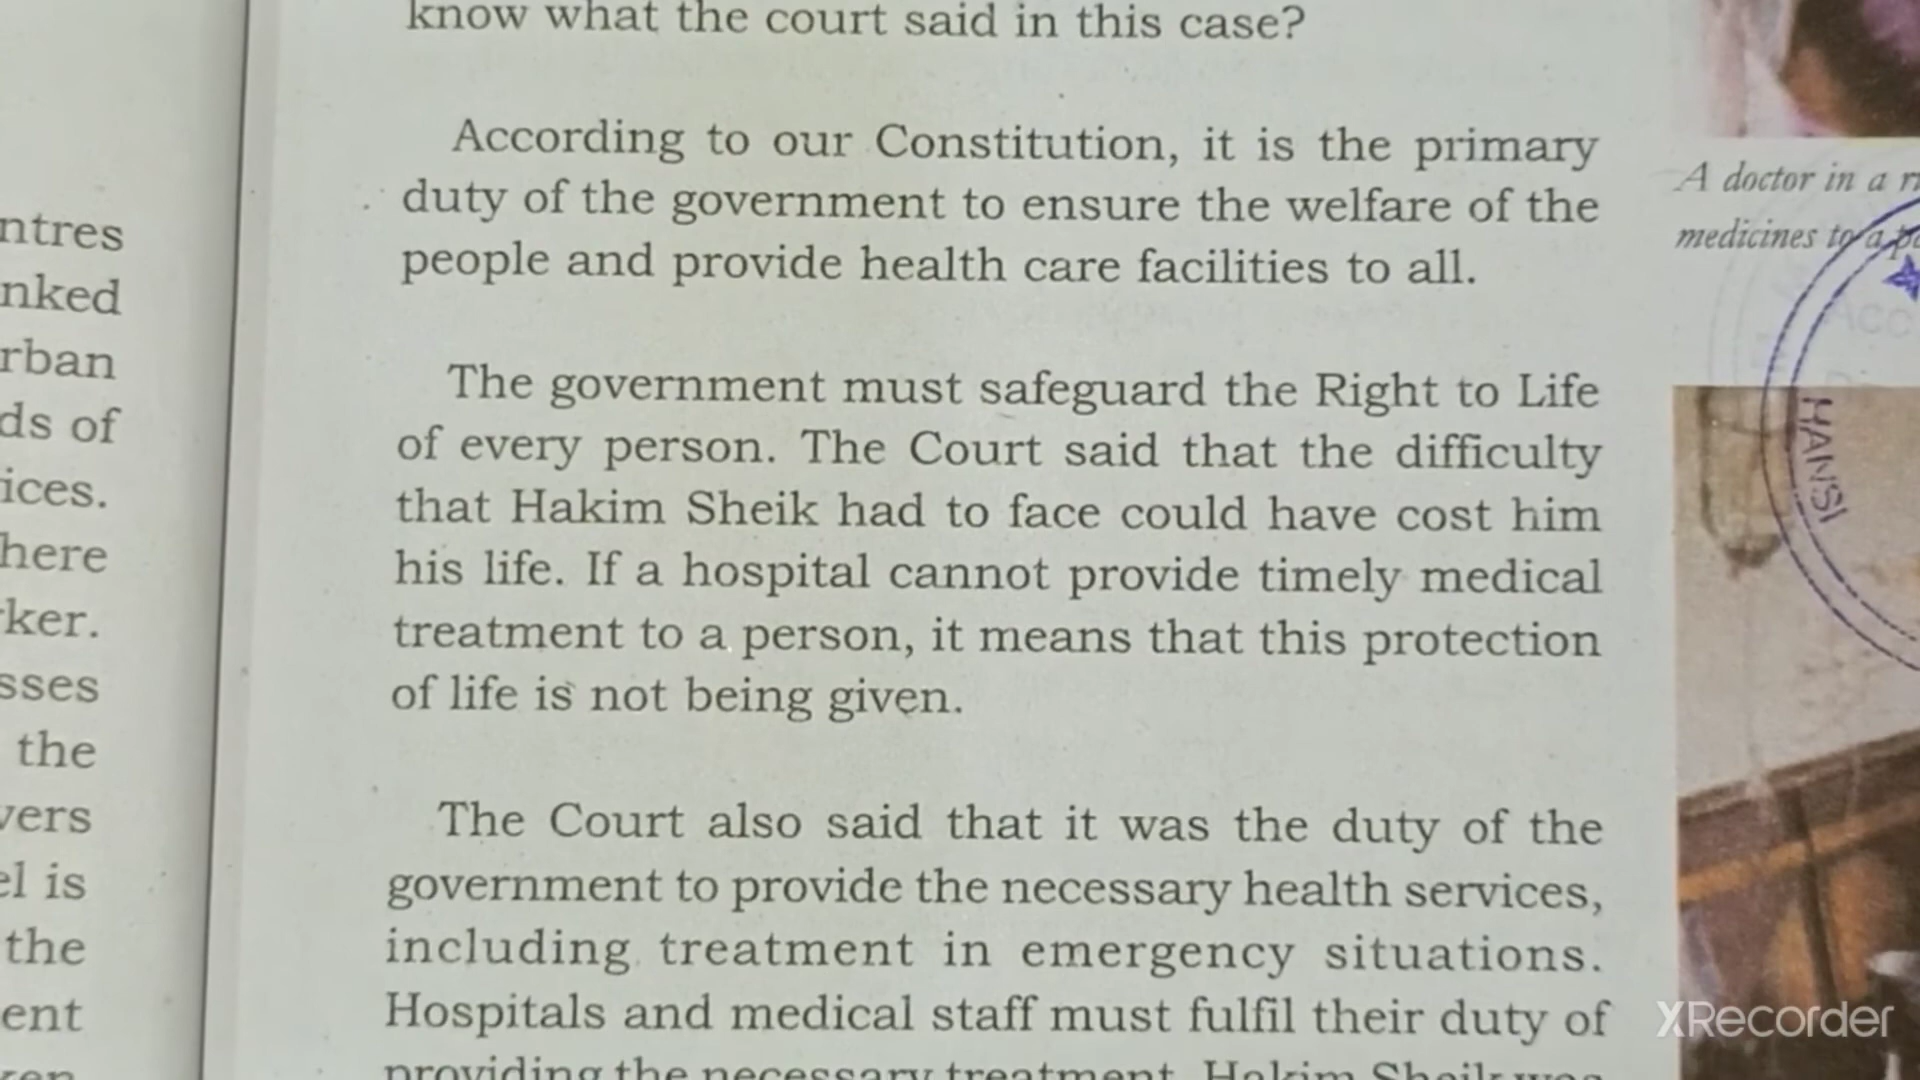 ntres
nked
rban
ds of
ices.
here
ker.
sses
the
vers
el is
the
ent
know what the court said in this case?
According to our Constitution, it is the primary
duty of the government to ensure the welfare of the
people and provide health care facilities to all.
The government must safeguard the Right to Life
of every person. The Court said that the difficulty
that Hakim Sheik had to face could have cost him
his life. If a hospital cannot provide timely medical
treatment to a person, it means that this protection
of life is not being given.
The Court also said that it was the duty of the
government to provide the necessary health services,
including treatment in emergency situations.
Hospitals and medical staff must fulfil their duty of
providing the necessary treatment. Hakim Sheik was
A doctor in a
medicines to a
HANSI
XRecorder